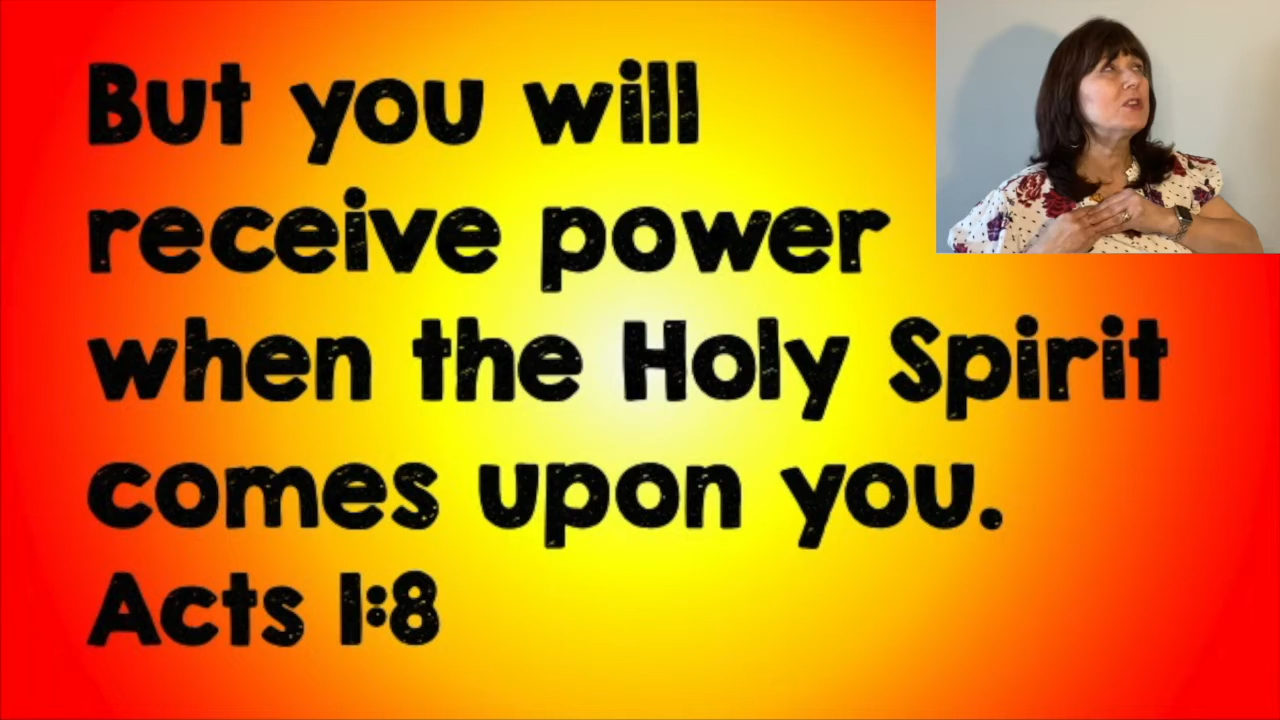 But you will
receive power
when the Holy Spirit
comes upon you.
Acts 1:8